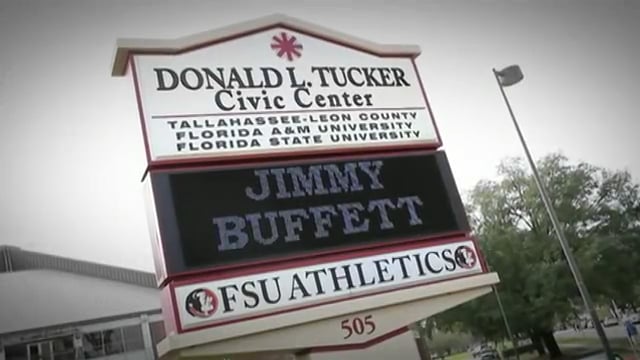 DONALD L. TUCKER
Civic Center
TALLAHASSEE-LEON COUNTY
FLORIDA A&M UNIVERSITY
FLORIDA STATE UNIVERSITY
JIMMY
BUFFETT
FSU ATHLETICS
505